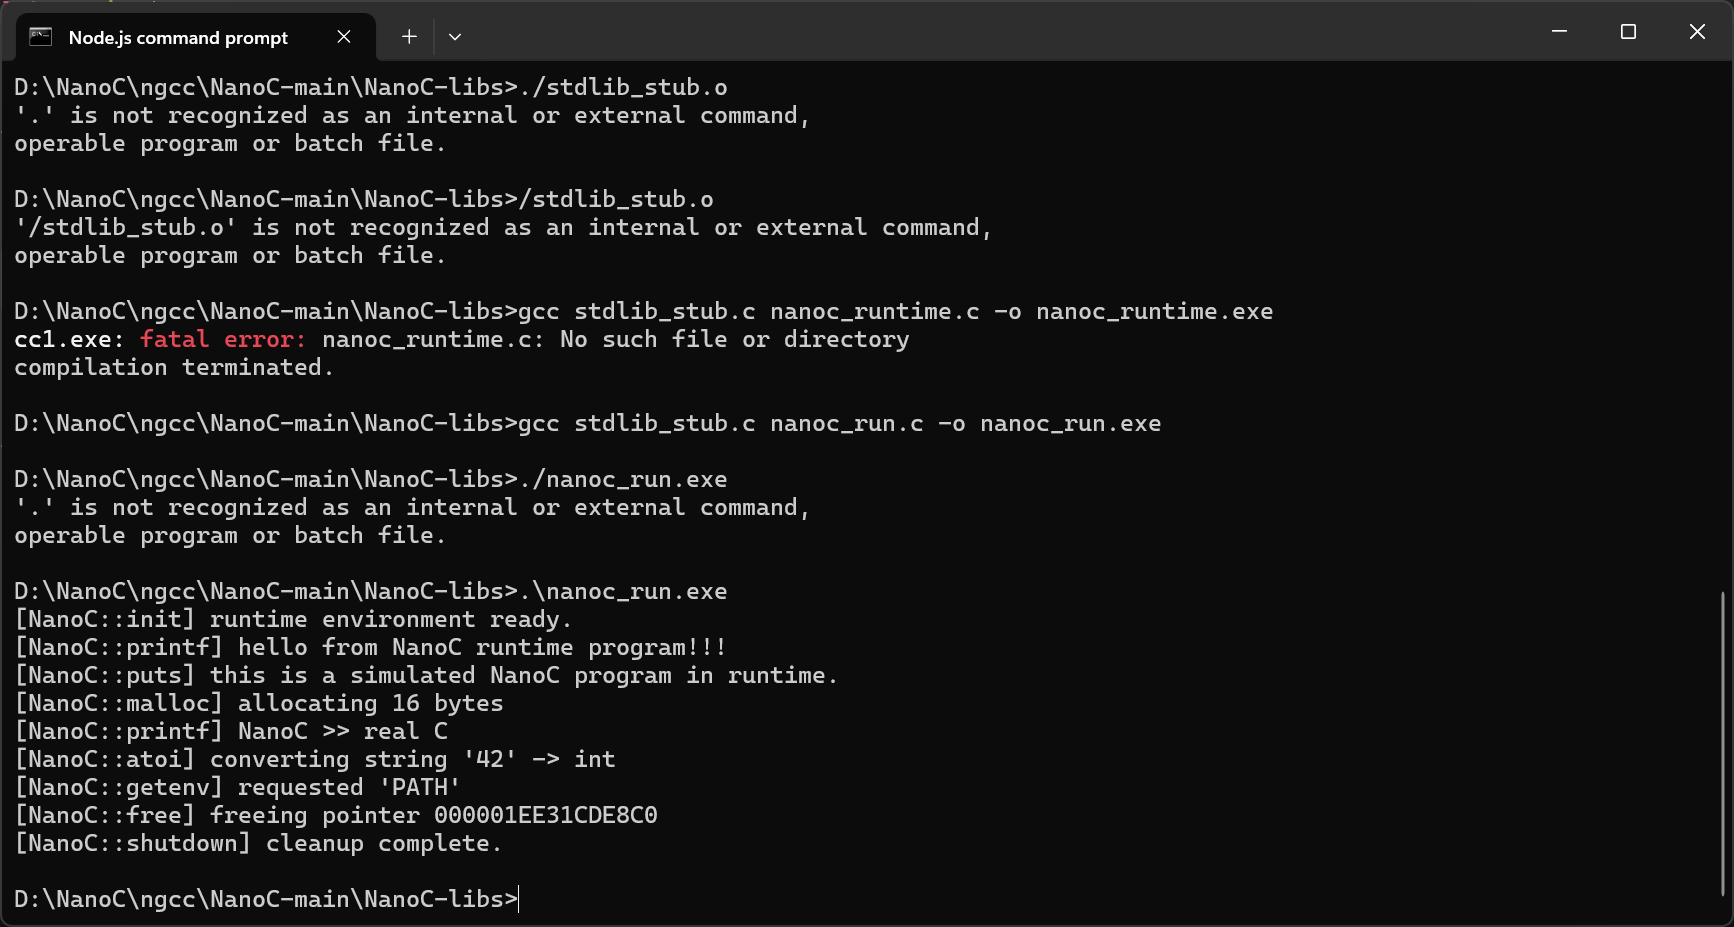 Node.js command prompt
D:\NanoC\ngcc\NanoC-main\NanoC-libs>./stdlib_stub.o
'.' is not recognized as an internal or external command,
operable program or batch file.
D:\NanoC\ngcc\NanoC-main\NanoC-libs>/stdlib_stub.o
'/stdlib_stub.o' is not recognized as an internal or external command,
operable program or batch file.
D:\NanoC\ngcc\NanoC-main\NanoC-libs>gcc stdlib_stub.c nanoc_runtime.c -o nanoc_runtime.exe
cc1.exe: fatal error: nanoc_runtime.c: No such file or directory
compilation terminated.
D:\NanoC\ngcc\NanoC-main\NanoC-libs>gcc stdlib_stub.c nanoc_run.c -o nanoc_run.exe
D:\NanoC\ngcc\NanoC-main\NanoC-libs>./nanoc_run.exe
'.' is not recognized as an internal or external command,
operable program or batch file.
D:\NanoC\ngcc\NanoC-main\NanoC-libs>.\nanoc_run.exe
[NanoC::init] runtime environment ready.
[NanoC::printf] hello from NanoC runtime program!!!
[NanoC::puts] this is a simulated NanoC program in runtime.
[NanoC::malloc] allocating 16 bytes
[NanoC::printf] NanoC >> real C
[NanoC::atoi] converting string '42' -> int
[NanoC::getenv] requested 'PATH'
[NanoC::free] freeing pointer 000001EE31CDE8C0
[NanoC::shutdown] cleanup complete.
D:\NanoC\ngcc\NanoC-main\NanoC-libs>